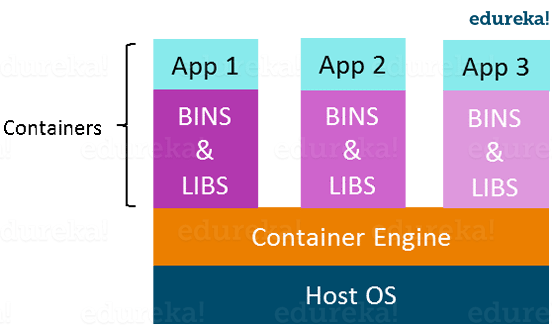 edureka!
App 1
App 2
App 3
Containers
BINS
&
LIBS
BINS
&
LIBS
BINS
&
LIBS
Container Engine
Host OS